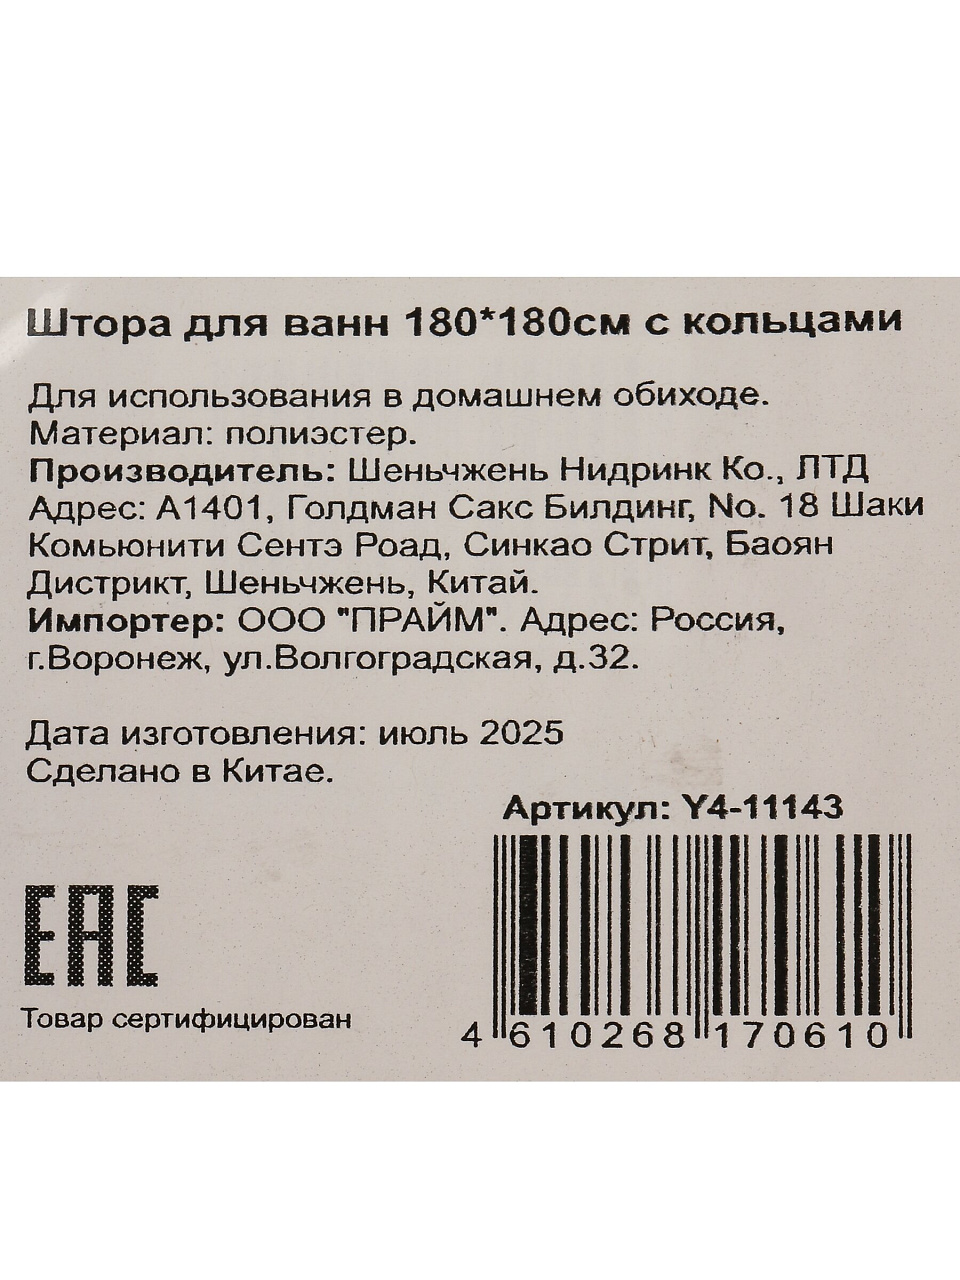 Штора для ванн 180*180см с кольцами
Для использования в домашнем обиходе.
Материал: полиэстер.
Производитель: Шеньчжень Нидринк Ко., ЛТД
Адрес: А1401, Голдман Сакс Билдинг, No. 18 Шаки
Комьюнити Сентэ Роад, Синкао Стрит, Баоян
Дистрикт, Шеньчжень, Китай.
Импортер: ООО "ПРАЙМ". Адрес: Россия,
г.Воронеж, ул.Волгоградская, д.32.
Дата изготовления: июль 2025
Сделано в Китае.
Артикул: Y4-11143
EAC
Товар сертифицирован
4 610268 170610